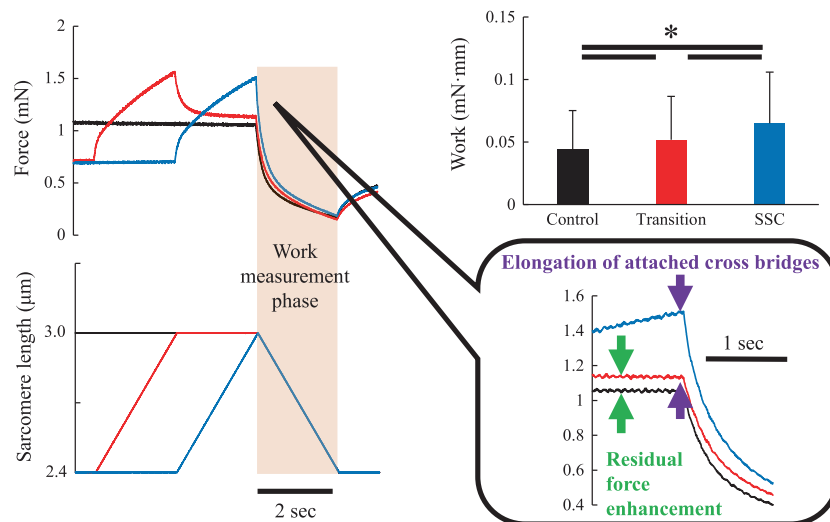 2
1.5
1
0.5
0
Force (mN)
Work
measurement
phase
3.0
2.4
Sarcomere length (μm)
2 sec
*
0.15
0.1
0.05
0
Work (mN·mm)
Control Transition SSC
Elongation of attached cross bridges
1.6
1.4
1.2
1
0.8
0.6
0.4
1 sec
Residual
force
enhancement